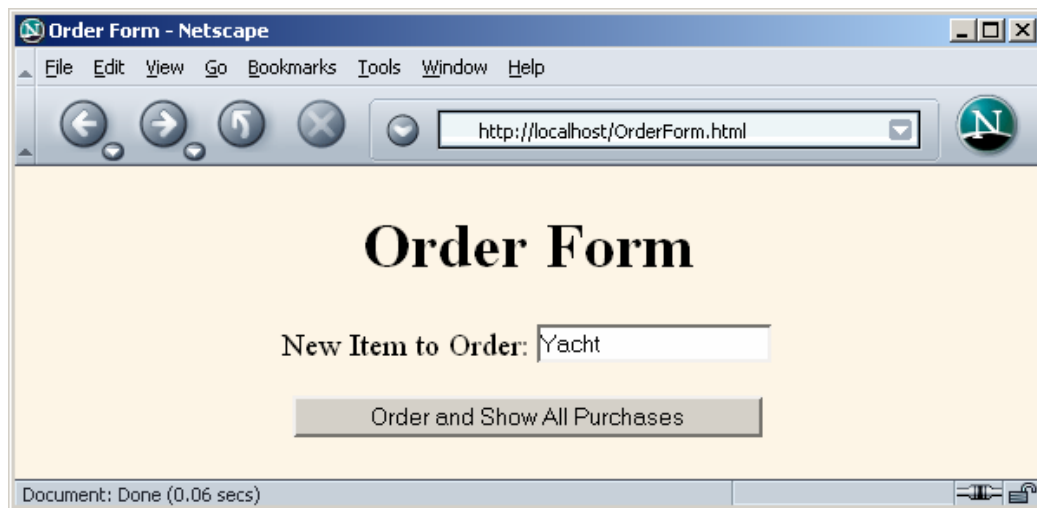 Order Form - Netscape
File Edit View Go Bookmarks Tools Window Help
http://localhost/OrderForm.html
N
Order Form
New Item to Order: Yacht
Order and Show All Purchases
Document: Done (0.06 secs)